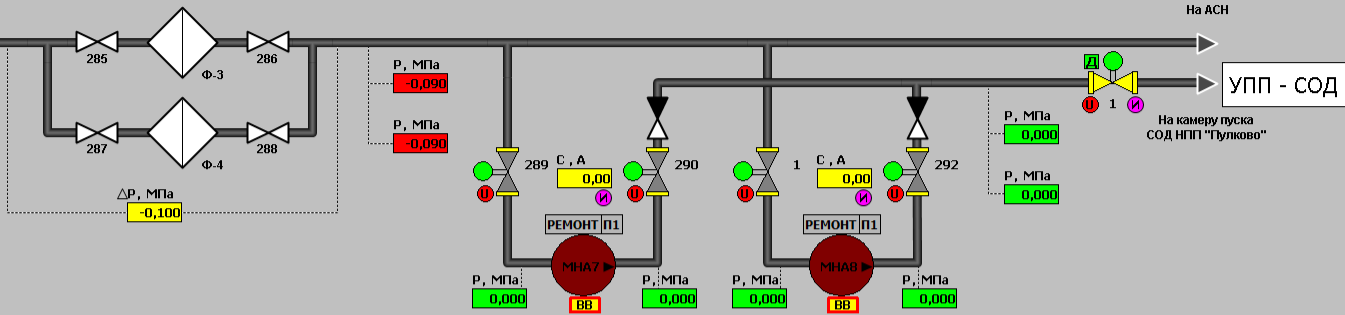 На АСН
285
286
Ф-3
P, МПа
-0,090
P, МПа
-0,090
287
288
Ф-4
△P, МПа
-0,100
289
C , А
0,00
И
U
290
U
РЕМОНТ П1
МНА7
ВВ
P, МПа
0,000
P, МПа
0,000
1
C , А
0,00
И
U
292
U
РЕМОНТ П1
МНА8
ВВ
P, МПа
0,000
P, МПа
0,000
P, МПа
0,000
P, МПа
0,000
Д
U 1 И
УПП - СОД
На камеру пуска
СОД НПП "Пулково"